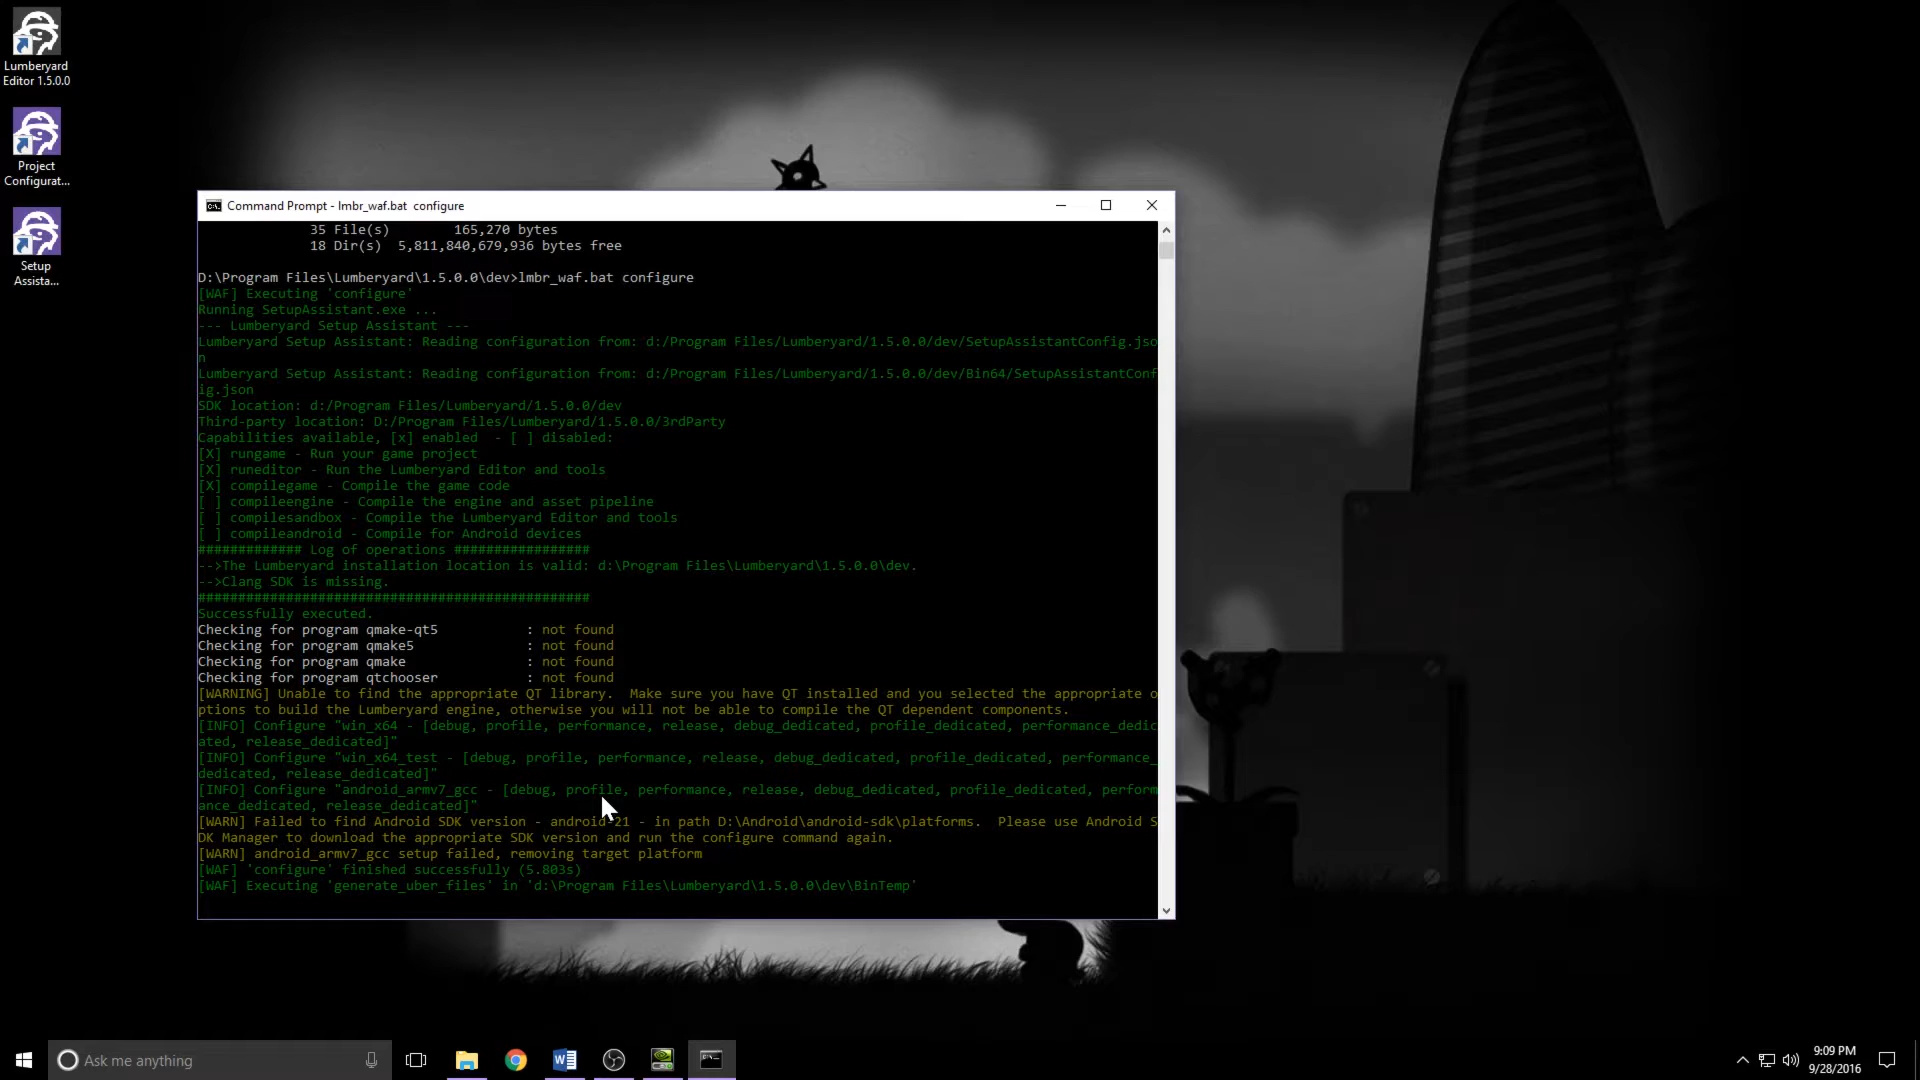 Lumberyard
Editor 1.5.0.0
Project
Configurat...
Setup
Assista...
Command Prompt - lmbr_waf.bat  configure
35 File(s)        165,270 bytes
18 Dir(s)  5,811,840,679,936 bytes free
D:\Program Files\Lumberyard\1.5.0.0\dev>lmbr_waf.bat configure
[WAF] Executing 'configure'
Running SetupAssistant.exe ...
--- Lumberyard Setup Assistant ---
Lumberyard Setup Assistant: Reading configuration from: d:/Program Files/Lumberyard/1.5.0.0/dev/SetupAssistantConfig.jso
n
Lumberyard Setup Assistant: Reading configuration from: d:/Program Files/Lumberyard/1.5.0.0/dev/Bin64/SetupAssistantConf
ig.json
SDK location: d:/Program Files/Lumberyard/1.5.0.0/dev
Third-party location: D:/Program Files/Lumberyard/1.5.0.0/3rdParty
Capabilities available, [x] enabled  - [ ] disabled:
[X] rungame - Run your game project
[X] runeditor - Run the Lumberyard Editor and tools
[X] compilegame - Compile the game code
[ ] compileengine - Compile the engine and asset pipeline
[ ] compilesandbox - Compile the Lumberyard Editor and tools
[ ] compileandroid - Compile for Android devices
############# Log of operations #################
-->The Lumberyard installation location is valid: d:\Program Files\Lumberyard\1.5.0.0\dev.
-->Clang SDK is missing.
#################################################
Successfully executed.
Checking for program qmake-qt5           : not found
Checking for program qmake5              : not found
Checking for program qmake               : not found
Checking for program qtchooser           : not found
[WARNING] Unable to find the appropriate QT library.  Make sure you have QT installed and you selected the appropriate o
ptions to build the Lumberyard engine, otherwise you will not be able to compile the QT dependent components.
[INFO] Configure "win_x64 - [debug, profile, performance, release, debug_dedicated, profile_dedicated, performance_dedic
ated, release_dedicated]"
[INFO] Configure "win_x64_test - [debug, profile, performance, release, debug_dedicated, profile_dedicated, performance_
dedicated, release_dedicated]"
[INFO] Configure "android_armv7_gcc - [debug, profile, performance, release, debug_dedicated, profile_dedicated, perform
ance_dedicated, release_dedicated]"
[WARN] Failed to find Android SDK version - android-21 - in path D:\Android\android-sdk\platforms.  Please use Android S
DK Manager to download the appropriate SDK version and run the configure command again.
[WARN] android_armv7_gcc setup failed, removing target platform
[WAF] 'configure' finished successfully (5.803s)
[WAF] Executing 'generate_uber_files' in 'd:\Program Files\Lumberyard\1.5.0.0\dev\BinTemp'
Ask me anything
9:09 PM
9/28/2016